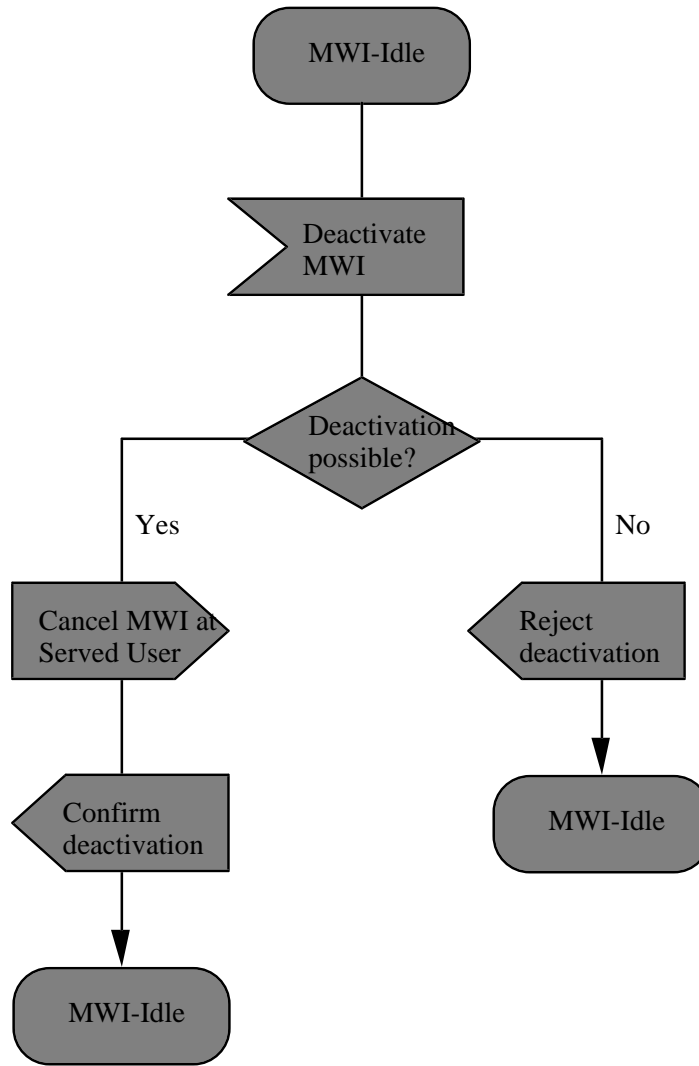 MWI-Idle
Deactivate
MWI
Deactivation
possible?
Yes
No
Cancel MWI at
Served User
Reject
deactivation
Confirm
deactivation
MWI-Idle
MWI-Idle